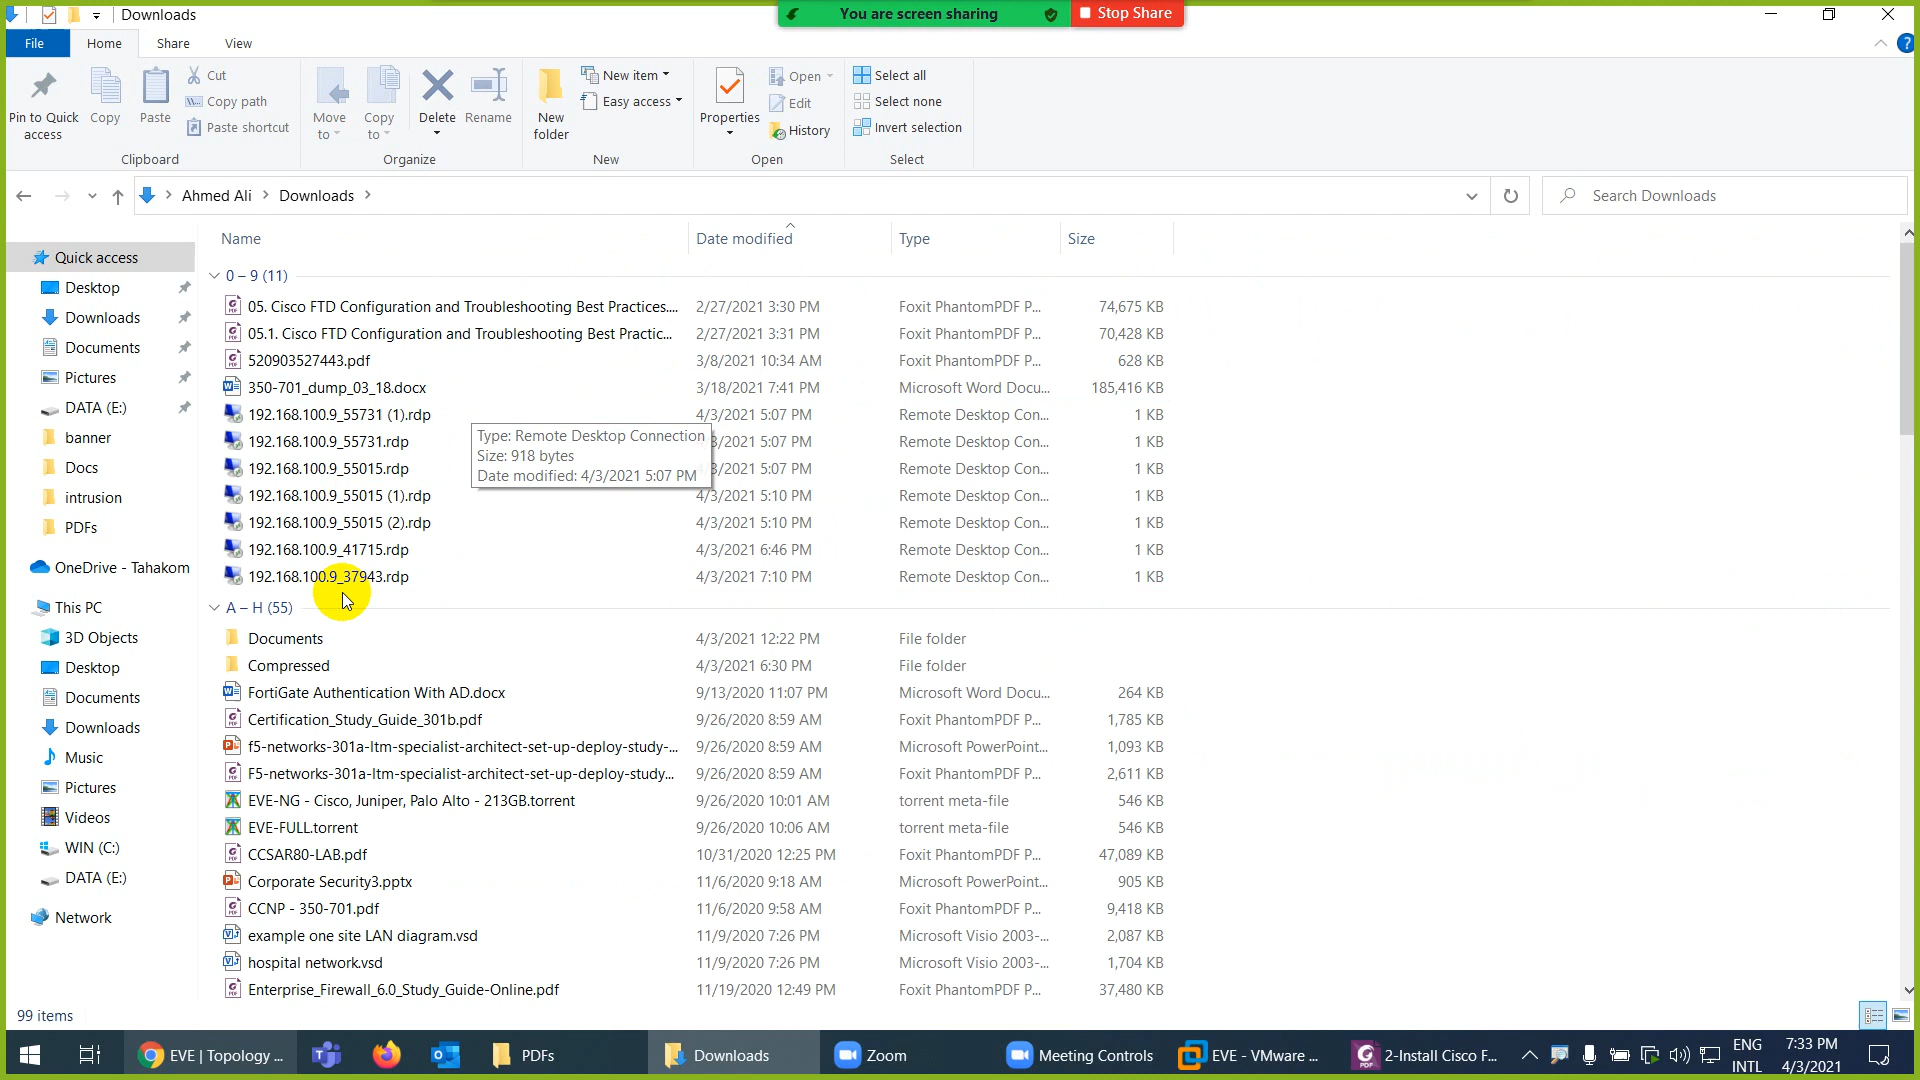 Downloads
You are screen sharing
Stop Share
File
Home
Share
View
Pin to Quick
access
Copy
Paste
Cut
Copy path
Paste shortcut
Clipboard
Move
to
Copy
to
Delete
Rename
Organize
New
folder
New item
Easy access
New
Properties
Open
Edit
History
Open
Select all
Select none
Invert selection
Select
Ahmed Ali > Downloads >
Search Downloads
Name
Date modified
Type
Size
Quick access
Desktop
Downloads
Documents
Pictures
DATA (E:)
banner
Docs
intrusion
PDFs
OneDrive - Tahakom
This PC
3D Objects
Desktop
Documents
Downloads
Music
Pictures
Videos
WIN (C:)
DATA (E:)
Network
0 – 9 (11)
05. Cisco FTD Configuration and Troubleshooting Best Practices.... 2/27/2021 3:30 PM Foxit PhantomPDF P... 74,675 KB
05.1. Cisco FTD Configuration and Troubleshooting Best Practic... 2/27/2021 3:31 PM Foxit PhantomPDF P... 70,428 KB
520903527443.pdf 3/8/2021 10:34 AM Foxit PhantomPDF P... 628 KB
350-701_dump_03_18.docx 3/18/2021 7:41 PM Microsoft Word Docu... 185,416 KB
192.168.100.9_55731 (1).rdp 4/3/2021 5:07 PM Remote Desktop Con... 1 KB
192.168.100.9_55731.rdp 3/2021 5:07 PM Remote Desktop Con... 1 KB
192.168.100.9_55015.rdp 3/2021 5:07 PM Remote Desktop Con... 1 KB
192.168.100.9_55015 (1).rdp 4/3/2021 5:10 PM Remote Desktop Con... 1 KB
192.168.100.9_55015 (2).rdp 4/3/2021 5:10 PM Remote Desktop Con... 1 KB
192.168.100.9_41715.rdp 4/3/2021 6:46 PM Remote Desktop Con... 1 KB
192.168.100.9_37943.rdp 4/3/2021 7:10 PM Remote Desktop Con... 1 KB
Type: Remote Desktop Connection
Size: 918 bytes
Date modified: 4/3/2021 5:07 PM
A – H (55)
Documents 4/3/2021 12:22 PM File folder
Compressed 4/3/2021 6:30 PM File folder
FortiGate Authentication With AD.docx 9/13/2020 11:07 PM Microsoft Word Docu... 264 KB
Certification_Study_Guide_301b.pdf 9/26/2020 8:59 AM Foxit PhantomPDF P... 1,785 KB
f5-networks-301a-ltm-specialist-architect-set-up-deploy-study-... 9/26/2020 8:59 AM Microsoft PowerPoint... 1,093 KB
F5-networks-301a-ltm-specialist-architect-set-up-deploy-study... 9/26/2020 8:59 AM Foxit PhantomPDF P... 2,611 KB
EVE-NG - Cisco, Juniper, Palo Alto - 213GB.torrent 9/26/2020 10:01 AM torrent meta-file 546 KB
EVE-FULL.torrent 9/26/2020 10:06 AM torrent meta-file 546 KB
CCSAR80-LAB.pdf 10/31/2020 12:25 PM Foxit PhantomPDF P... 47,089 KB
Corporate Security3.pptx 11/6/2020 9:18 AM Microsoft PowerPoint... 905 KB
CCNP - 350-701.pdf 11/6/2020 9:58 AM Foxit PhantomPDF P... 9,418 KB
example one site LAN diagram.vsd 11/9/2020 7:26 PM Microsoft Visio 2003-... 2,087 KB
hospital network.vsd 11/9/2020 7:26 PM Microsoft Visio 2003-... 1,704 KB
Enterprise_Firewall_6.0_Study_Guide-Online.pdf 11/19/2020 12:49 PM Foxit PhantomPDF P... 37,480 KB
99 items
EVE | Topology ...
PDFs
Downloads
Zoom
Meeting Controls
EVE - VMware ...
2-Install Cisco F...
ENG
INTL
7:33 PM
4/3/2021